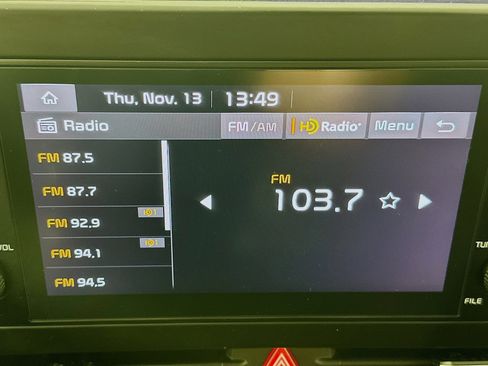 Thu, Nov. 13 13:49
Radio FM/AM HD Radio Menu
FM 87.5
FM 87.7
FM 92.9
FM 94.1
FM 94.5
FM
103.7
VOL
TUN
FILE